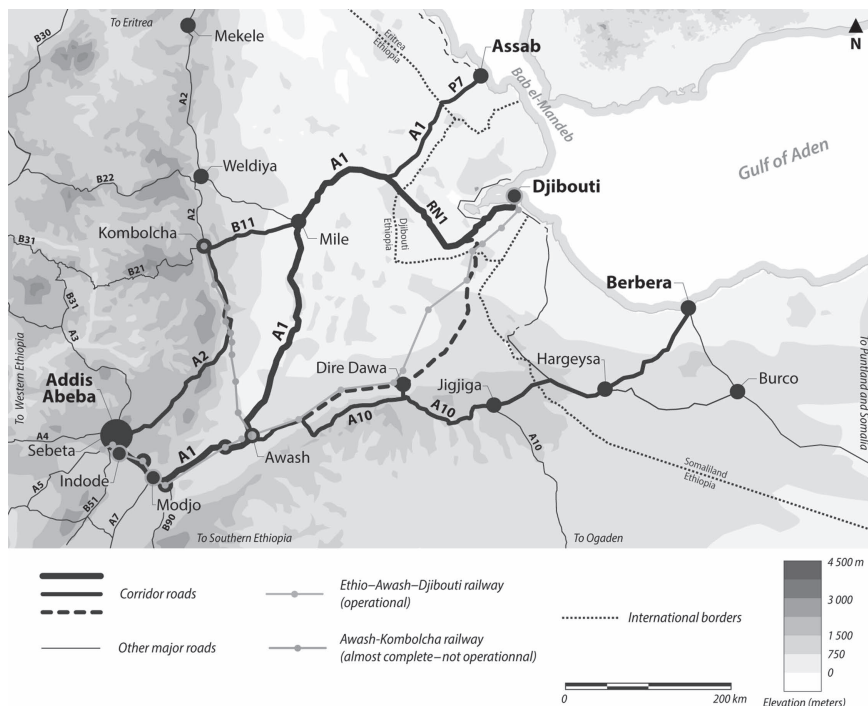 To Eritrea
B30
Mekele
Assab
N
Eritrea
Ethiopia
P7
Bab el-Mandeb
A2
A1
Gulf of Aden
Weldiya
A1
B22
Djibouti
A2
RN1
Kombolcha
B11
Djibouti
Ethiopia
Mile
B31
B21
Berbera
B31
A1
A3
To Western Ethiopia
A2
Dire Dawa
Hargeysa
To Puntland and Somalia
Addis
Abeba
Jigjiga
Burco
A10
A10
A4
Sebeta
A1
Awash
A10
Indode
Somaliland
Ethiopia
A5
B51
Modjo
A7
B90
To Southern Ethiopia
To Ogaden
Corridor roads
Other major roads
Ethio–Awash–Djibouti railway
(operational)
Awash-Kombolcha railway
(almost complete–not operationnal)
International borders
0 200 km
4 500 m
3 000
1 500
750
0
Elevation (meters)